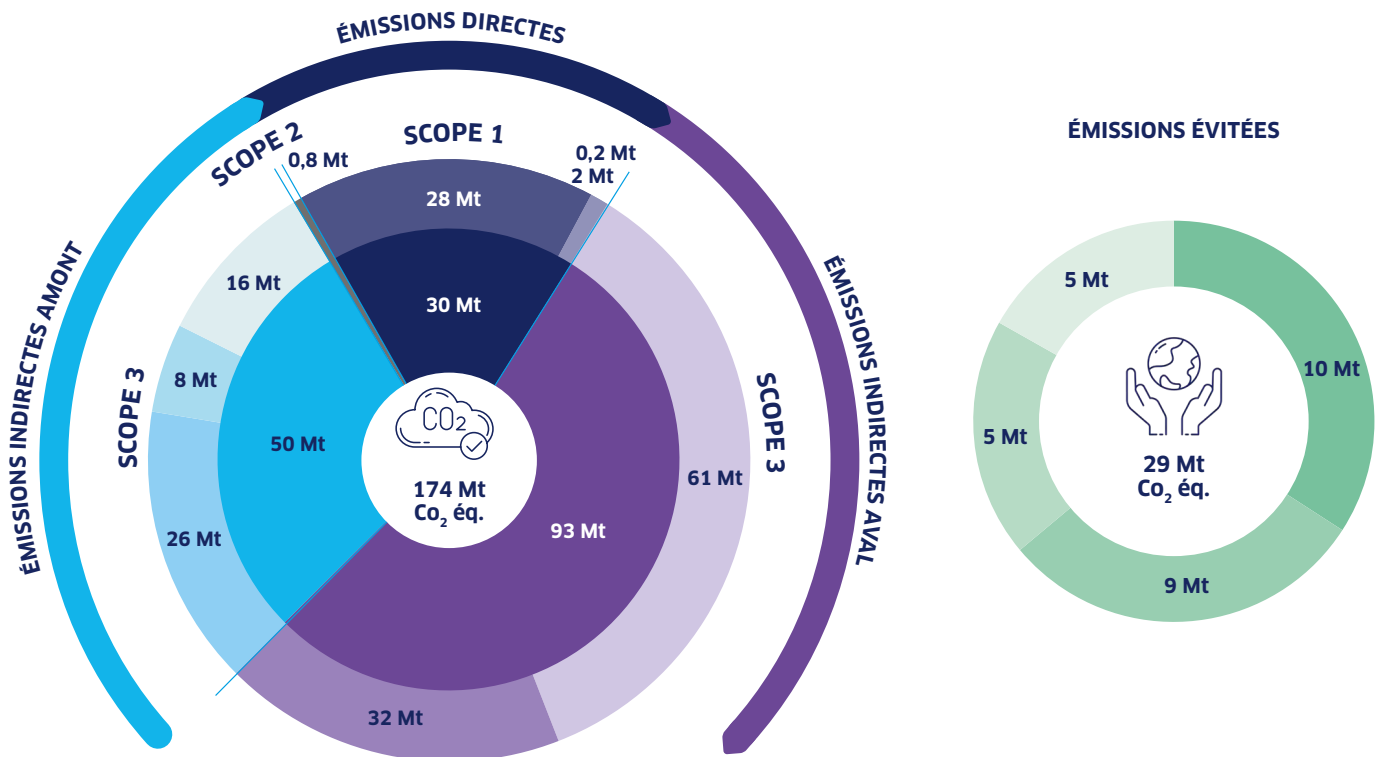 ÉMISSIONS DIRECTES
ÉMISSIONS INDIRECTES AMONT
ÉMISSIONS INDIRECTES AVAL
SCOPE 2
0,8 Mt
SCOPE 1
0,2 Mt
2 Mt
28 Mt
30 Mt
16 Mt
8 Mt
SCOPE 3
50 Mt
26 Mt
CO₂
174 Mt
Co₂ éq.
93 Mt
61 Mt
SCOPE 3
32 Mt
ÉMISSIONS ÉVITÉES
5 Mt
10 Mt
5 Mt
29 Mt
Co₂ éq.
9 Mt